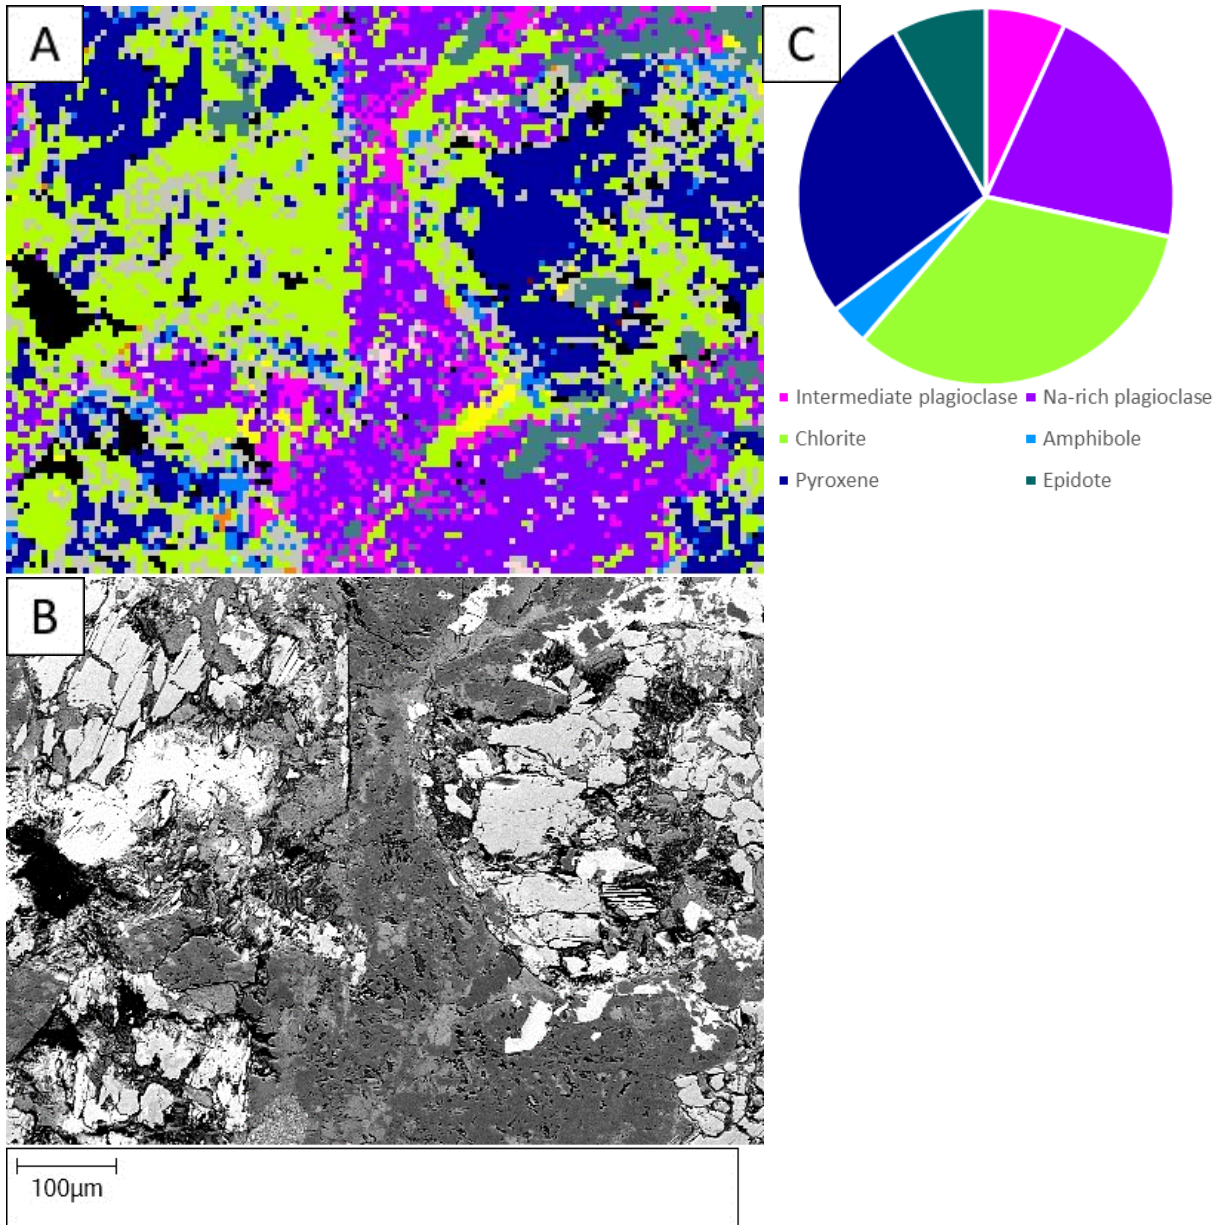 A
C
Intermediate plagioclase Na-rich plagioclase
Chlorite Amphibole
Pyroxene Epidote
B
100µm